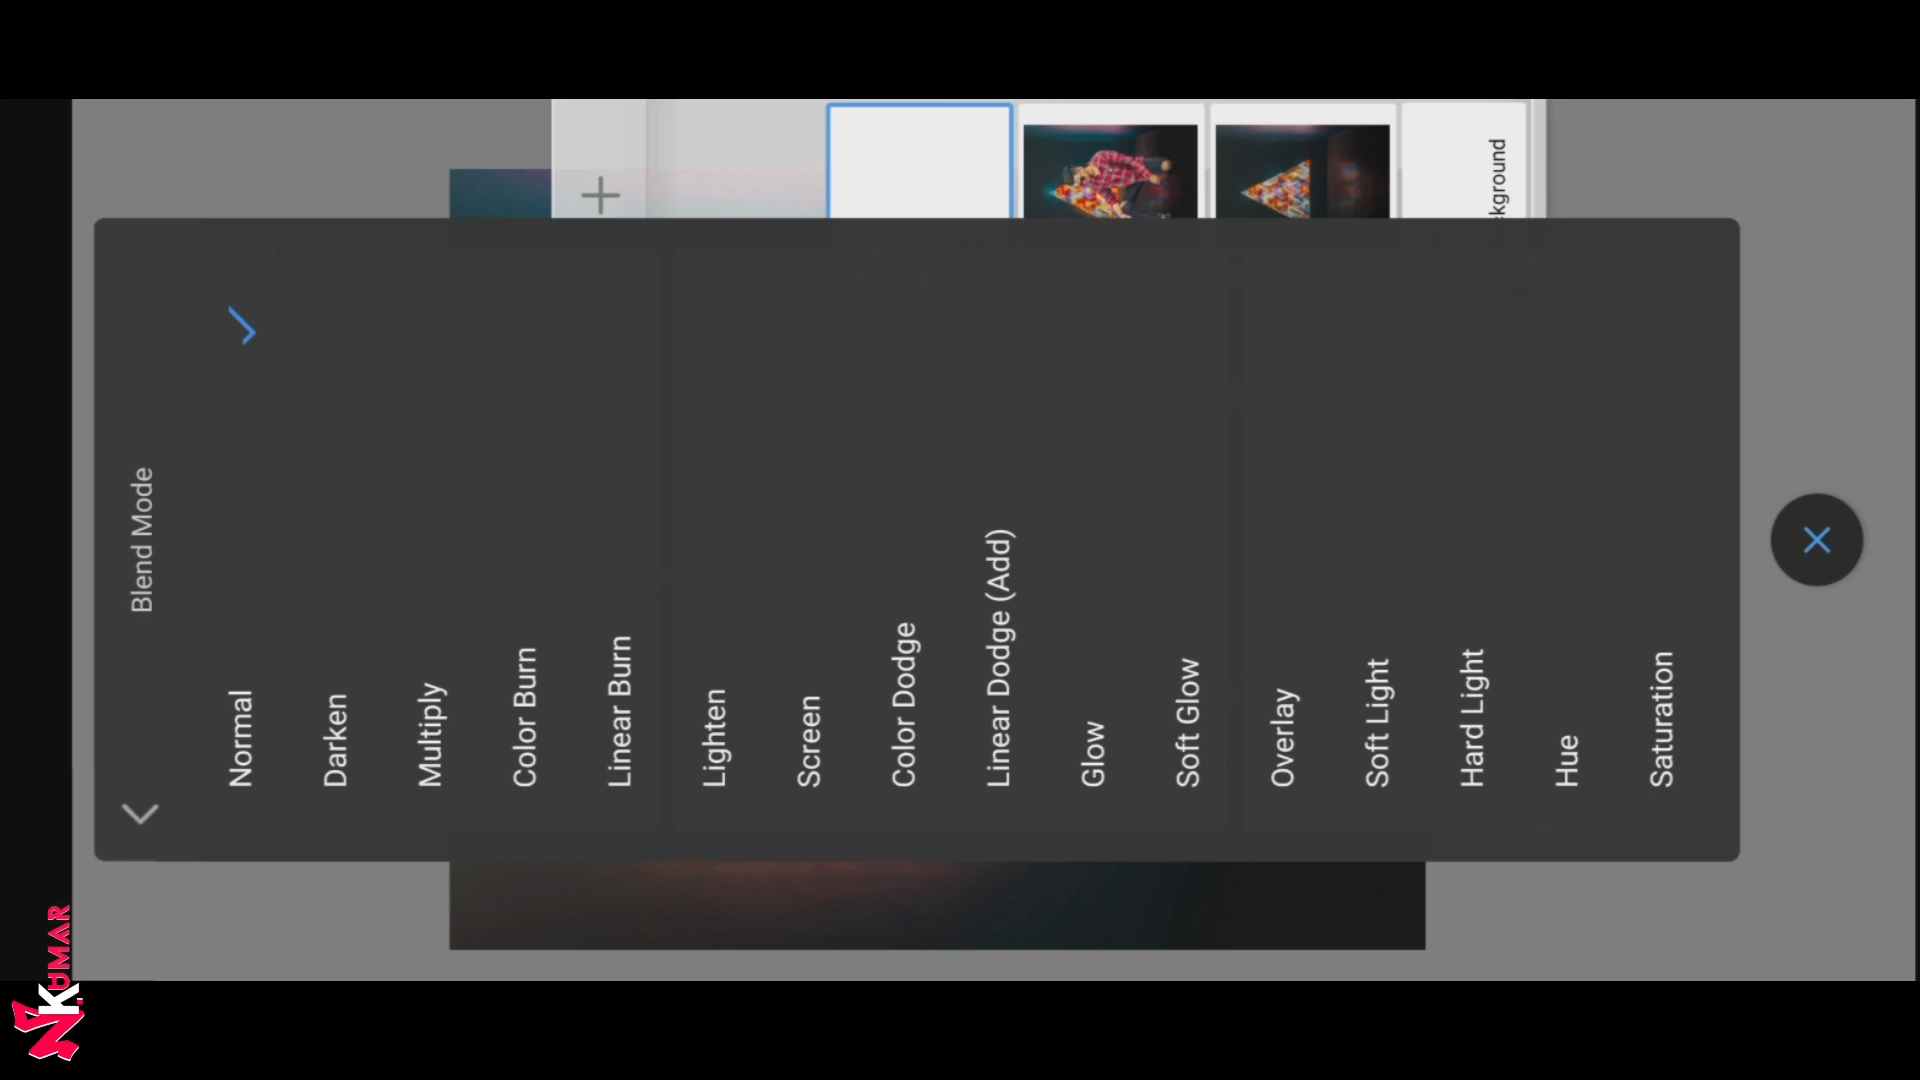 Blend Mode
Normal
Darken
Multiply
Color Burn
Linear Burn
Lighten
Screen
Color Dodge
Linear Dodge (Add)
Glow
Soft Glow
Overlay
Soft Light
Hard Light
Hue
Saturation
kground
NKUMAR